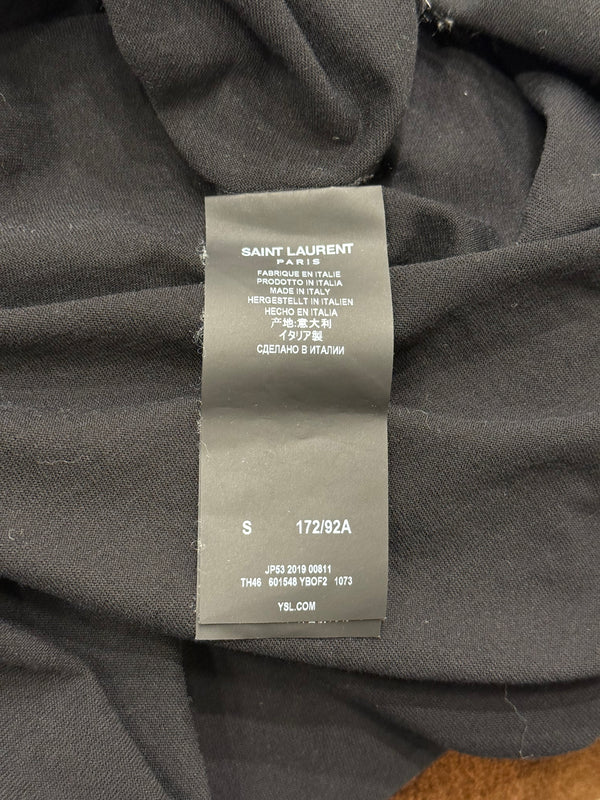 SAINT LAURENT
PARIS
FABRIQUE EN ITALIE
PRODOTTO IN ITALIA
MADE IN ITALY
HERGESTELLT IN ITALIEN
HECHO EN ITALIA
产地:意大利
イタリア製
СДЕЛАНО В ИТАЛИИ
S 172/92A
JP53 2019 00811
TH46 601548 YBOF2 1073
YSL.COM